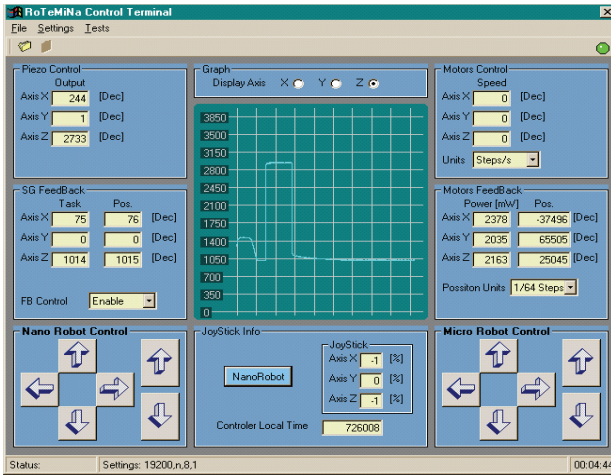 RoTeMiNa Control Terminal
File Settings Tests
Piezo Control
Output
Axis X 244 [Dec]
Axis Y 1 [Dec]
Axis Z 2733 [Dec]
Graph
Display Axis X Y Z
3850
3500
3150
2800
2450
2100
1750
1400
1050
700
350
0
Motors Control
Speed
Axis X 0 [Dec]
Axis Y 0 [Dec]
Axis Z 0 [Dec]
Units Steps/s
SG FeedBack
Task Pos.
Axis X 75 76 [Dec]
Axis Y 0 0 [Dec]
Axis Z 1014 1015 [Dec]
FB Control Enable
Motors FeedBack
Power [mW] Pos.
Axis X 2378 -37496 [Dec]
Axis Y 2035 65505 [Dec]
Axis Z 2163 25045 [Dec]
Possiton Units 1/64 Steps
Nano Robot Control
JoyStick Info
NanoRobot
JoyStick
Axis X -1 [%]
Axis Y 0 [%]
Axis Z -1 [%]
Controler Local Time 726008
Micro Robot Control
Status: Settings: 19200,n,8,1